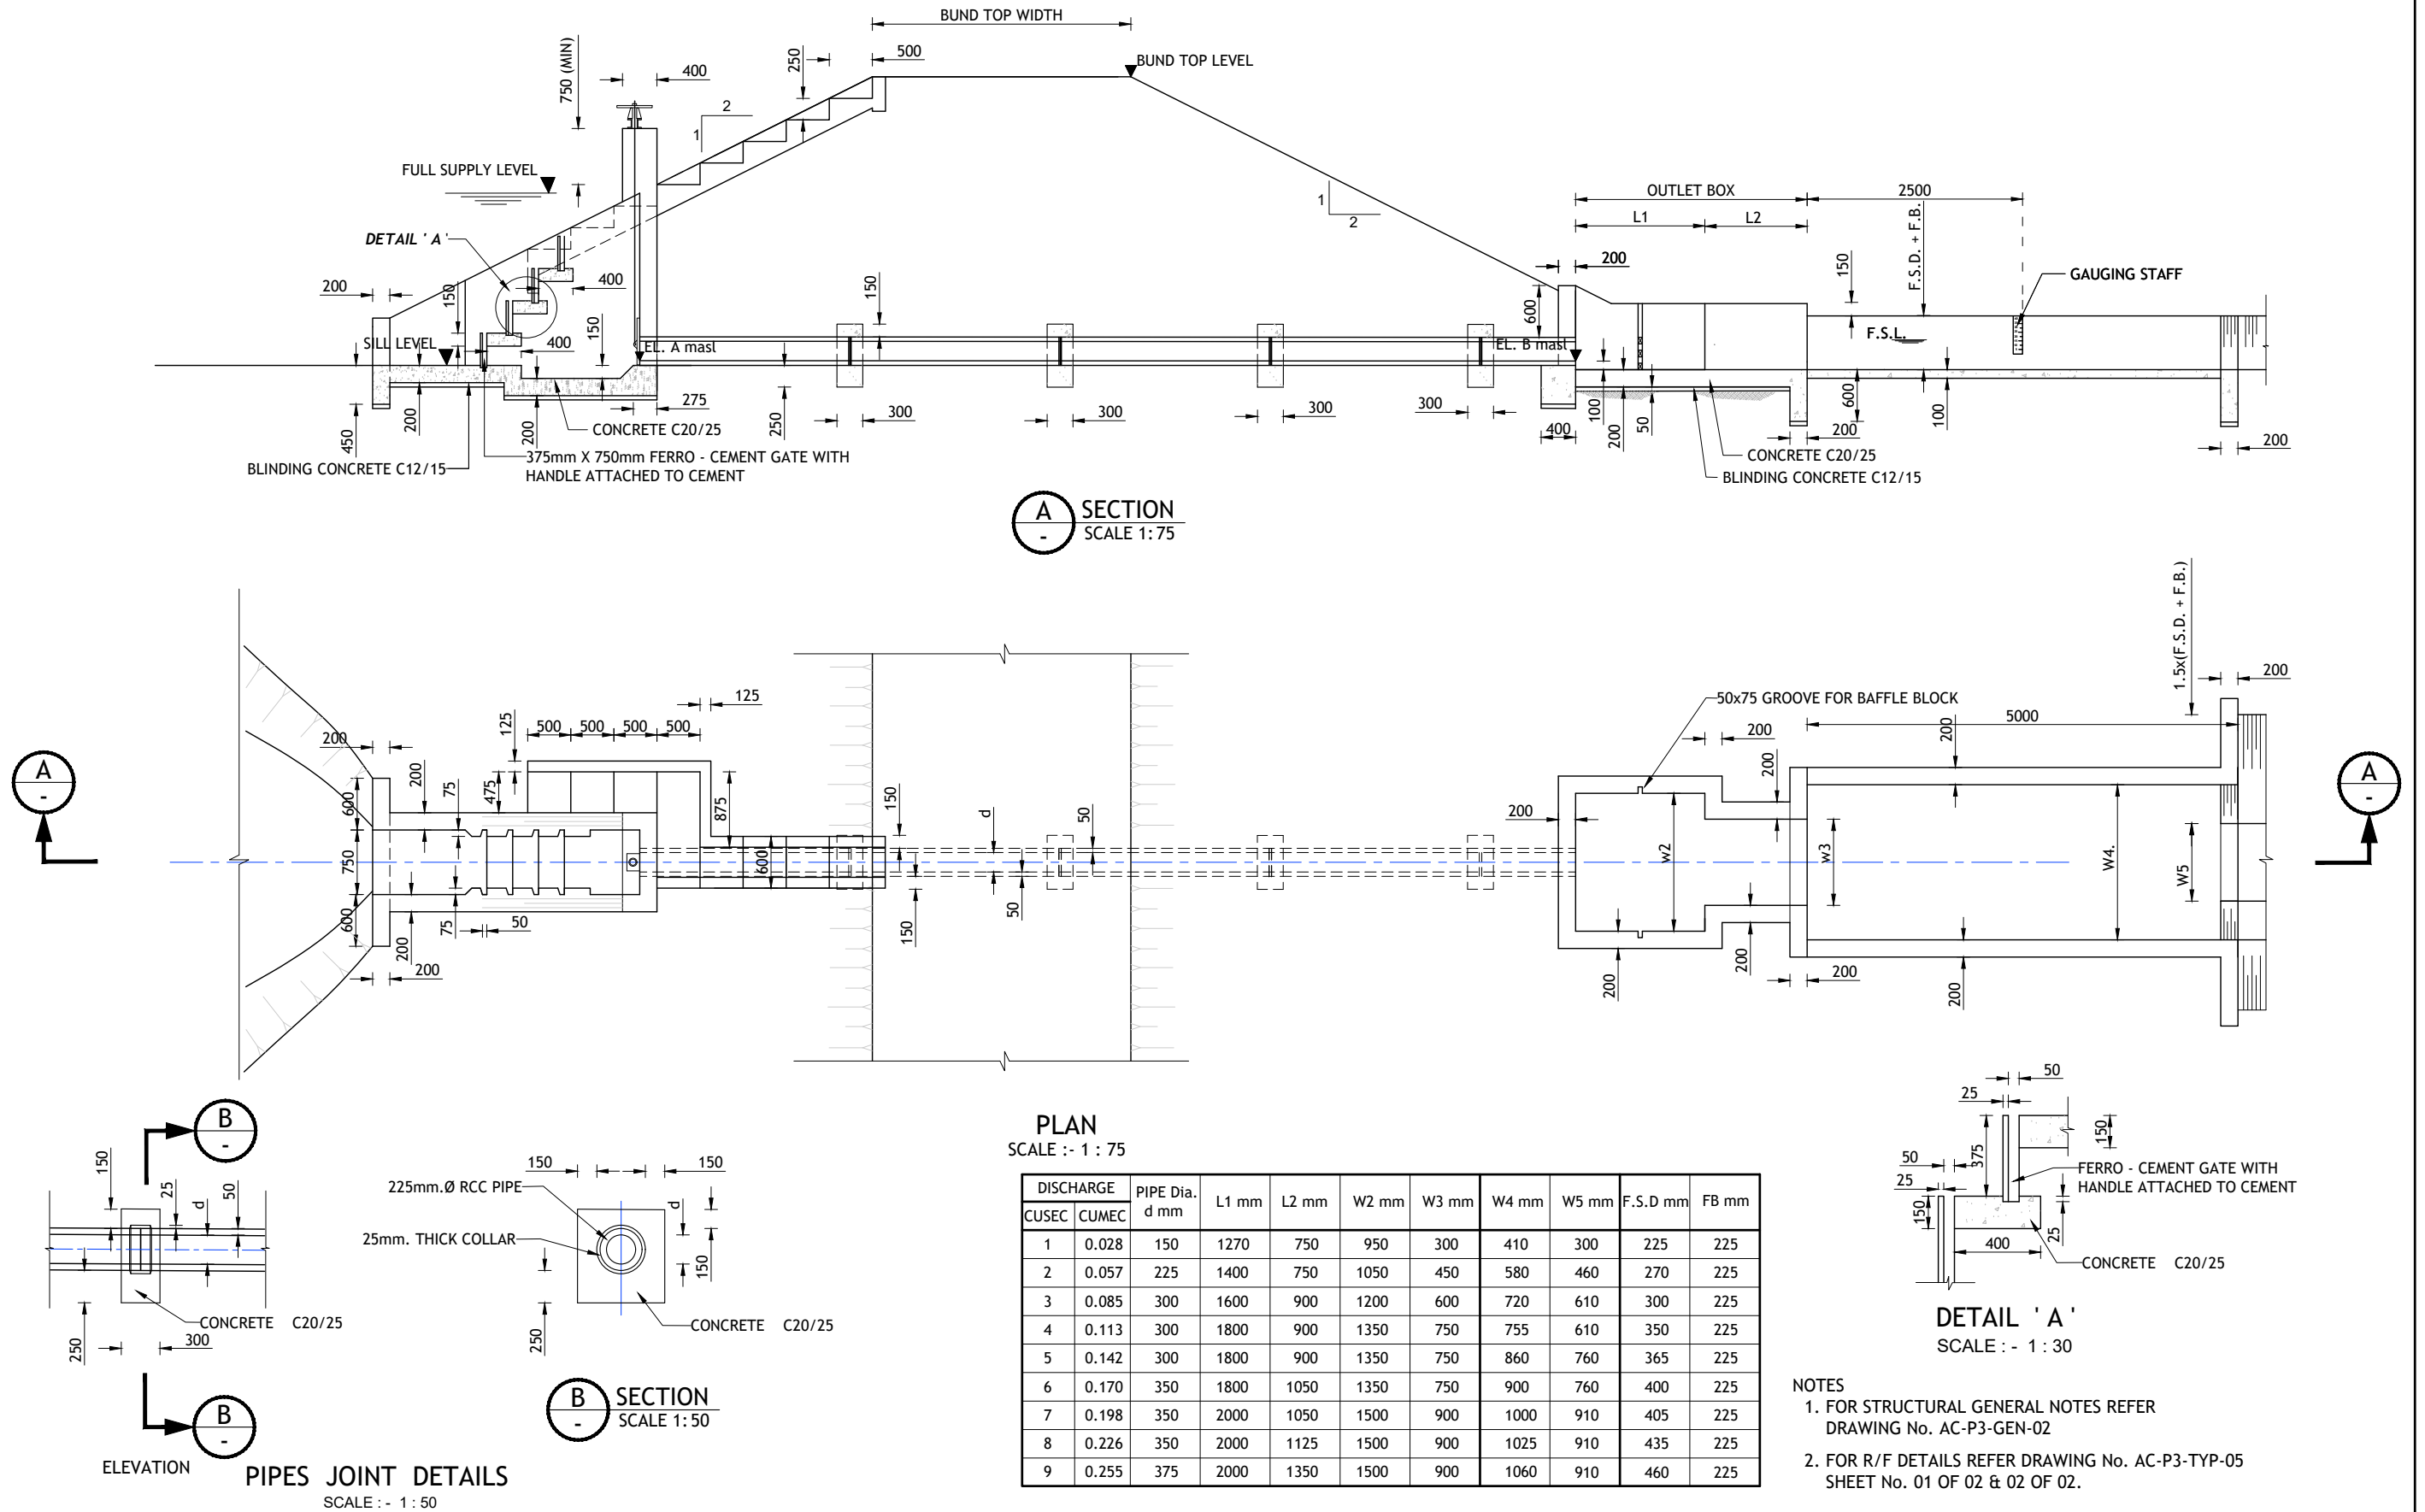 BUND TOP WIDTH
500
250
BUND TOP LEVEL
750 (MIN)
400
2
1
FULL SUPPLY LEVEL
DETAIL ' A '
200
150
400
150
400
150
SILL LEVEL
EL. A masl
450
200
200
275
250
300
300
300
300
CONCRETE C20/25
BLINDING CONCRETE C12/15
375mm X 750mm FERRO - CEMENT GATE WITH
HANDLE ATTACHED TO CEMENT
1
2
OUTLET BOX
2500
L1
L2
F.S.D. + F.B.
200
600
150
GAUGING STAFF
F.S.L.
EL. B masl
400
100
200
50
600
200
100
200
CONCRETE C20/25
BLINDING CONCRETE C12/15
A
-
SECTION
SCALE 1:75
A
-
200
600
750
600
200
200
75
75
200
50
475
125
500
500
500
500
125
875
600
150
150
d
50
50
50x75 GROOVE FOR BAFFLE BLOCK
200
w2
200
200
200
200
w3
200
5000
200
200
W4.
W5
1.5x(F.S.D. + F.B.)
200
A
-
PLAN
SCALE :- 1 : 75
B
-
150
25
d
50
250
300
CONCRETE C20/25
B
-
ELEVATION
PIPES JOINT DETAILS
SCALE : - 1 : 50
150
150
225mm.Ø RCC PIPE
25mm. THICK COLLAR
d
150
250
CONCRETE C20/25
B
-
SECTION
SCALE 1:50
DISCHARGE PIPE Dia. d mm L1 mm L2 mm W2 mm W3 mm W4 mm W5 mm F.S.D mm FB mm
CUSEC CUMEC
1 0.028 150 1270 750 950 300 410 300 225 225
2 0.057 225 1400 750 1050 450 580 460 270 225
3 0.085 300 1600 900 1200 600 720 610 300 225
4 0.113 300 1800 900 1350 750 755 610 350 225
5 0.142 300 1800 900 1350 750 860 760 365 225
6 0.170 350 1800 1050 1350 750 900 760 400 225
7 0.198 350 2000 1050 1500 900 1000 910 405 225
8 0.226 350 2000 1125 1500 900 1025 910 435 225
9 0.255 375 2000 1350 1500 900 1060 910 460 225
50
25
375
150
50
25
150
400
25
FERRO - CEMENT GATE WITH
HANDLE ATTACHED TO CEMENT
CONCRETE C20/25
DETAIL ' A '
SCALE : - 1 : 30
NOTES
1. FOR STRUCTURAL GENERAL NOTES REFER
DRAWING No. AC-P3-GEN-02
2. FOR R/F DETAILS REFER DRAWING No. AC-P3-TYP-05
SHEET No. 01 OF 02 & 02 OF 02.